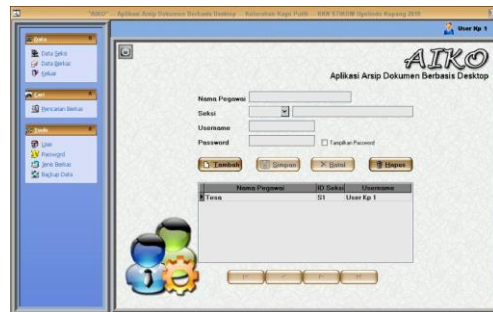 "AIKO" -- Aplikasi Arsip Dokumen Berbasis Desktop -- Kelurahan Kayu Putih -- KKN STIKOM Uyelindo Kupang 2019
User Kp 1
Data
Data Seksi
Data Berkas
Keluar
Cari
Pencarian Berkas
Tools
User
Password
Jenis Berkas
Backup Data
AIKO
Aplikasi Arsip Dokumen Berbasis Desktop
Nama Pegawai
Seksi
Username
Password
Tampilkan Password
Tambah Simpan Batal Hapus
Nama Pegawai ID Seksi Username
Tesa S1 User Kp 1